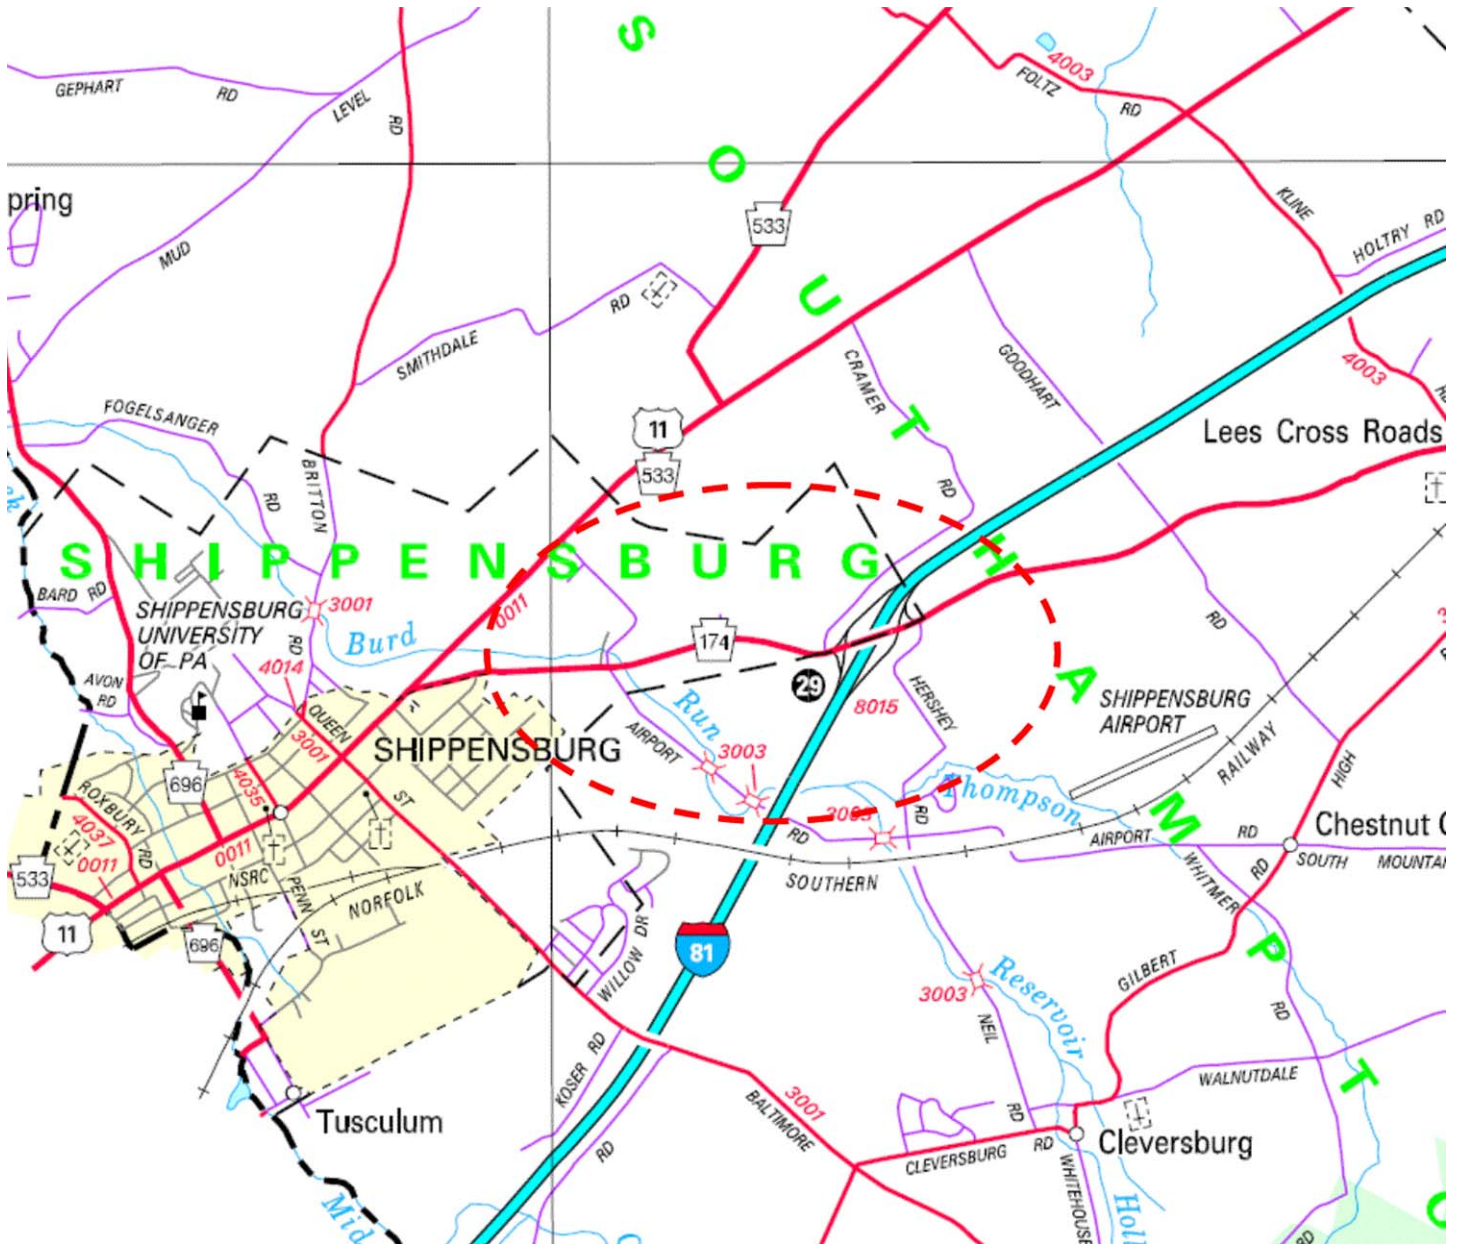 S
4003
FOLTZ
RD
GEPHART
RD
LEVEL
RD
O
pring
533
KLINE
HOLTRY RD
MUD
U
RD
SMITHDALE
CRAMER
GOODHART
4003
FOGELSANGER
11
533
T
Lees Cross Roads
BRITTON
RD
RD
SHIPPENSBURG
H
BARD RD
SHIPPENSBURG
UNIVERSITY
OF PA
3001
0011
RD
Burd
174
RD
4014
AVON
RD
29
HERSHEY
A
SHIPPENSBURG
AIRPORT
QUEEN
3001
SHIPPENSBURG
Run
8015
AIRPORT
3003
RAILWAY
HIGH
696
4035
ROXBURY
RD
4037
0011
ST
3003
RD
RD
Thompson
M
AIRPORT
RD
Chestnut
SOUTH MOUNTAI
533
0011
NSRC
PENN
ST
NORFOLK
SOUTHERN
WHITMER
RD
11
696
WILLOW DR
81
P
3003
Reservoir
GILBERT
RD
NEIL
KOSER RD
T
WALNUTDALE
3001
BALTIMORE
RD
Tusculum
RD
CLEVERSBURG RD
Cleversburg
WHITEHOUSE
Mid
Holl
RD